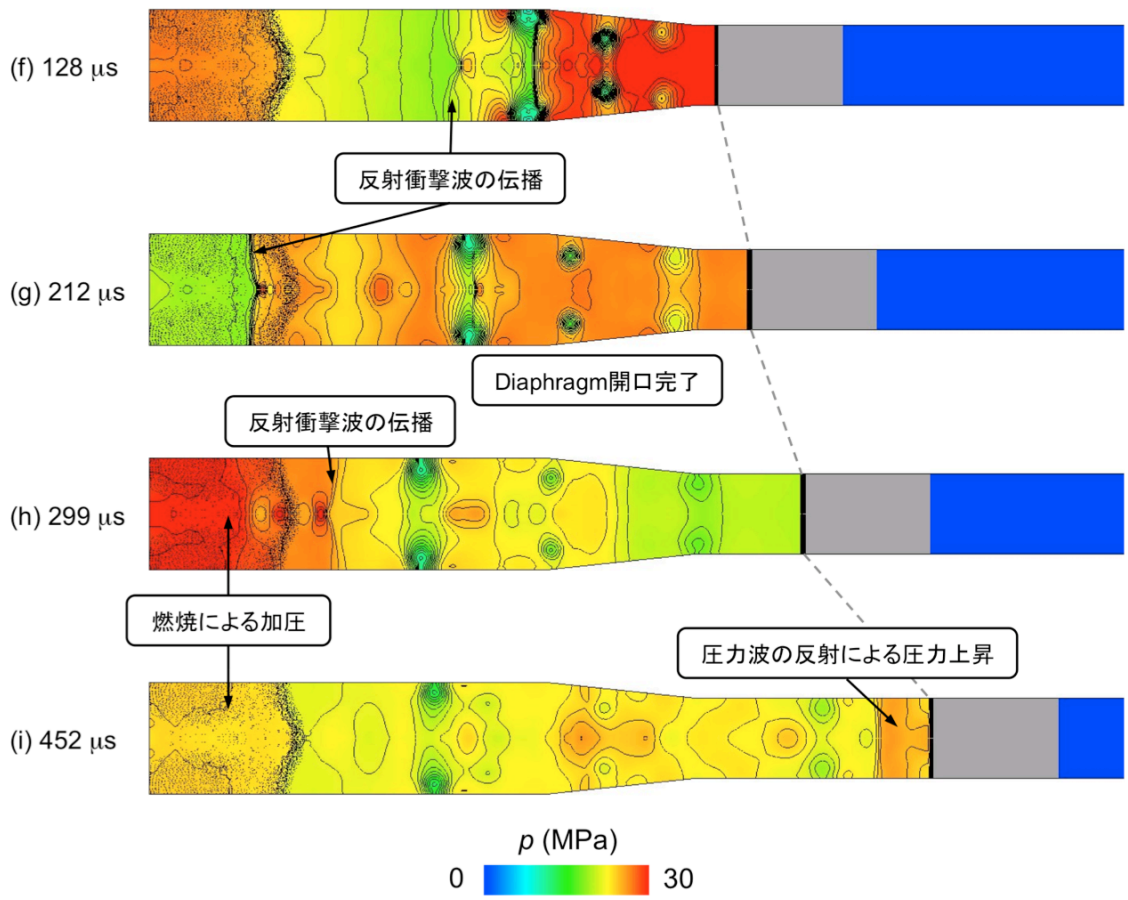 (f) 128 μs
反射衝撃波の伝播
(g) 212 μs
Diaphragm開口完了
反射衝撃波の伝播
(h) 299 μs
燃焼による加圧
圧力波の反射による圧力上昇
(i) 452 μs
p (MPa)
0 30